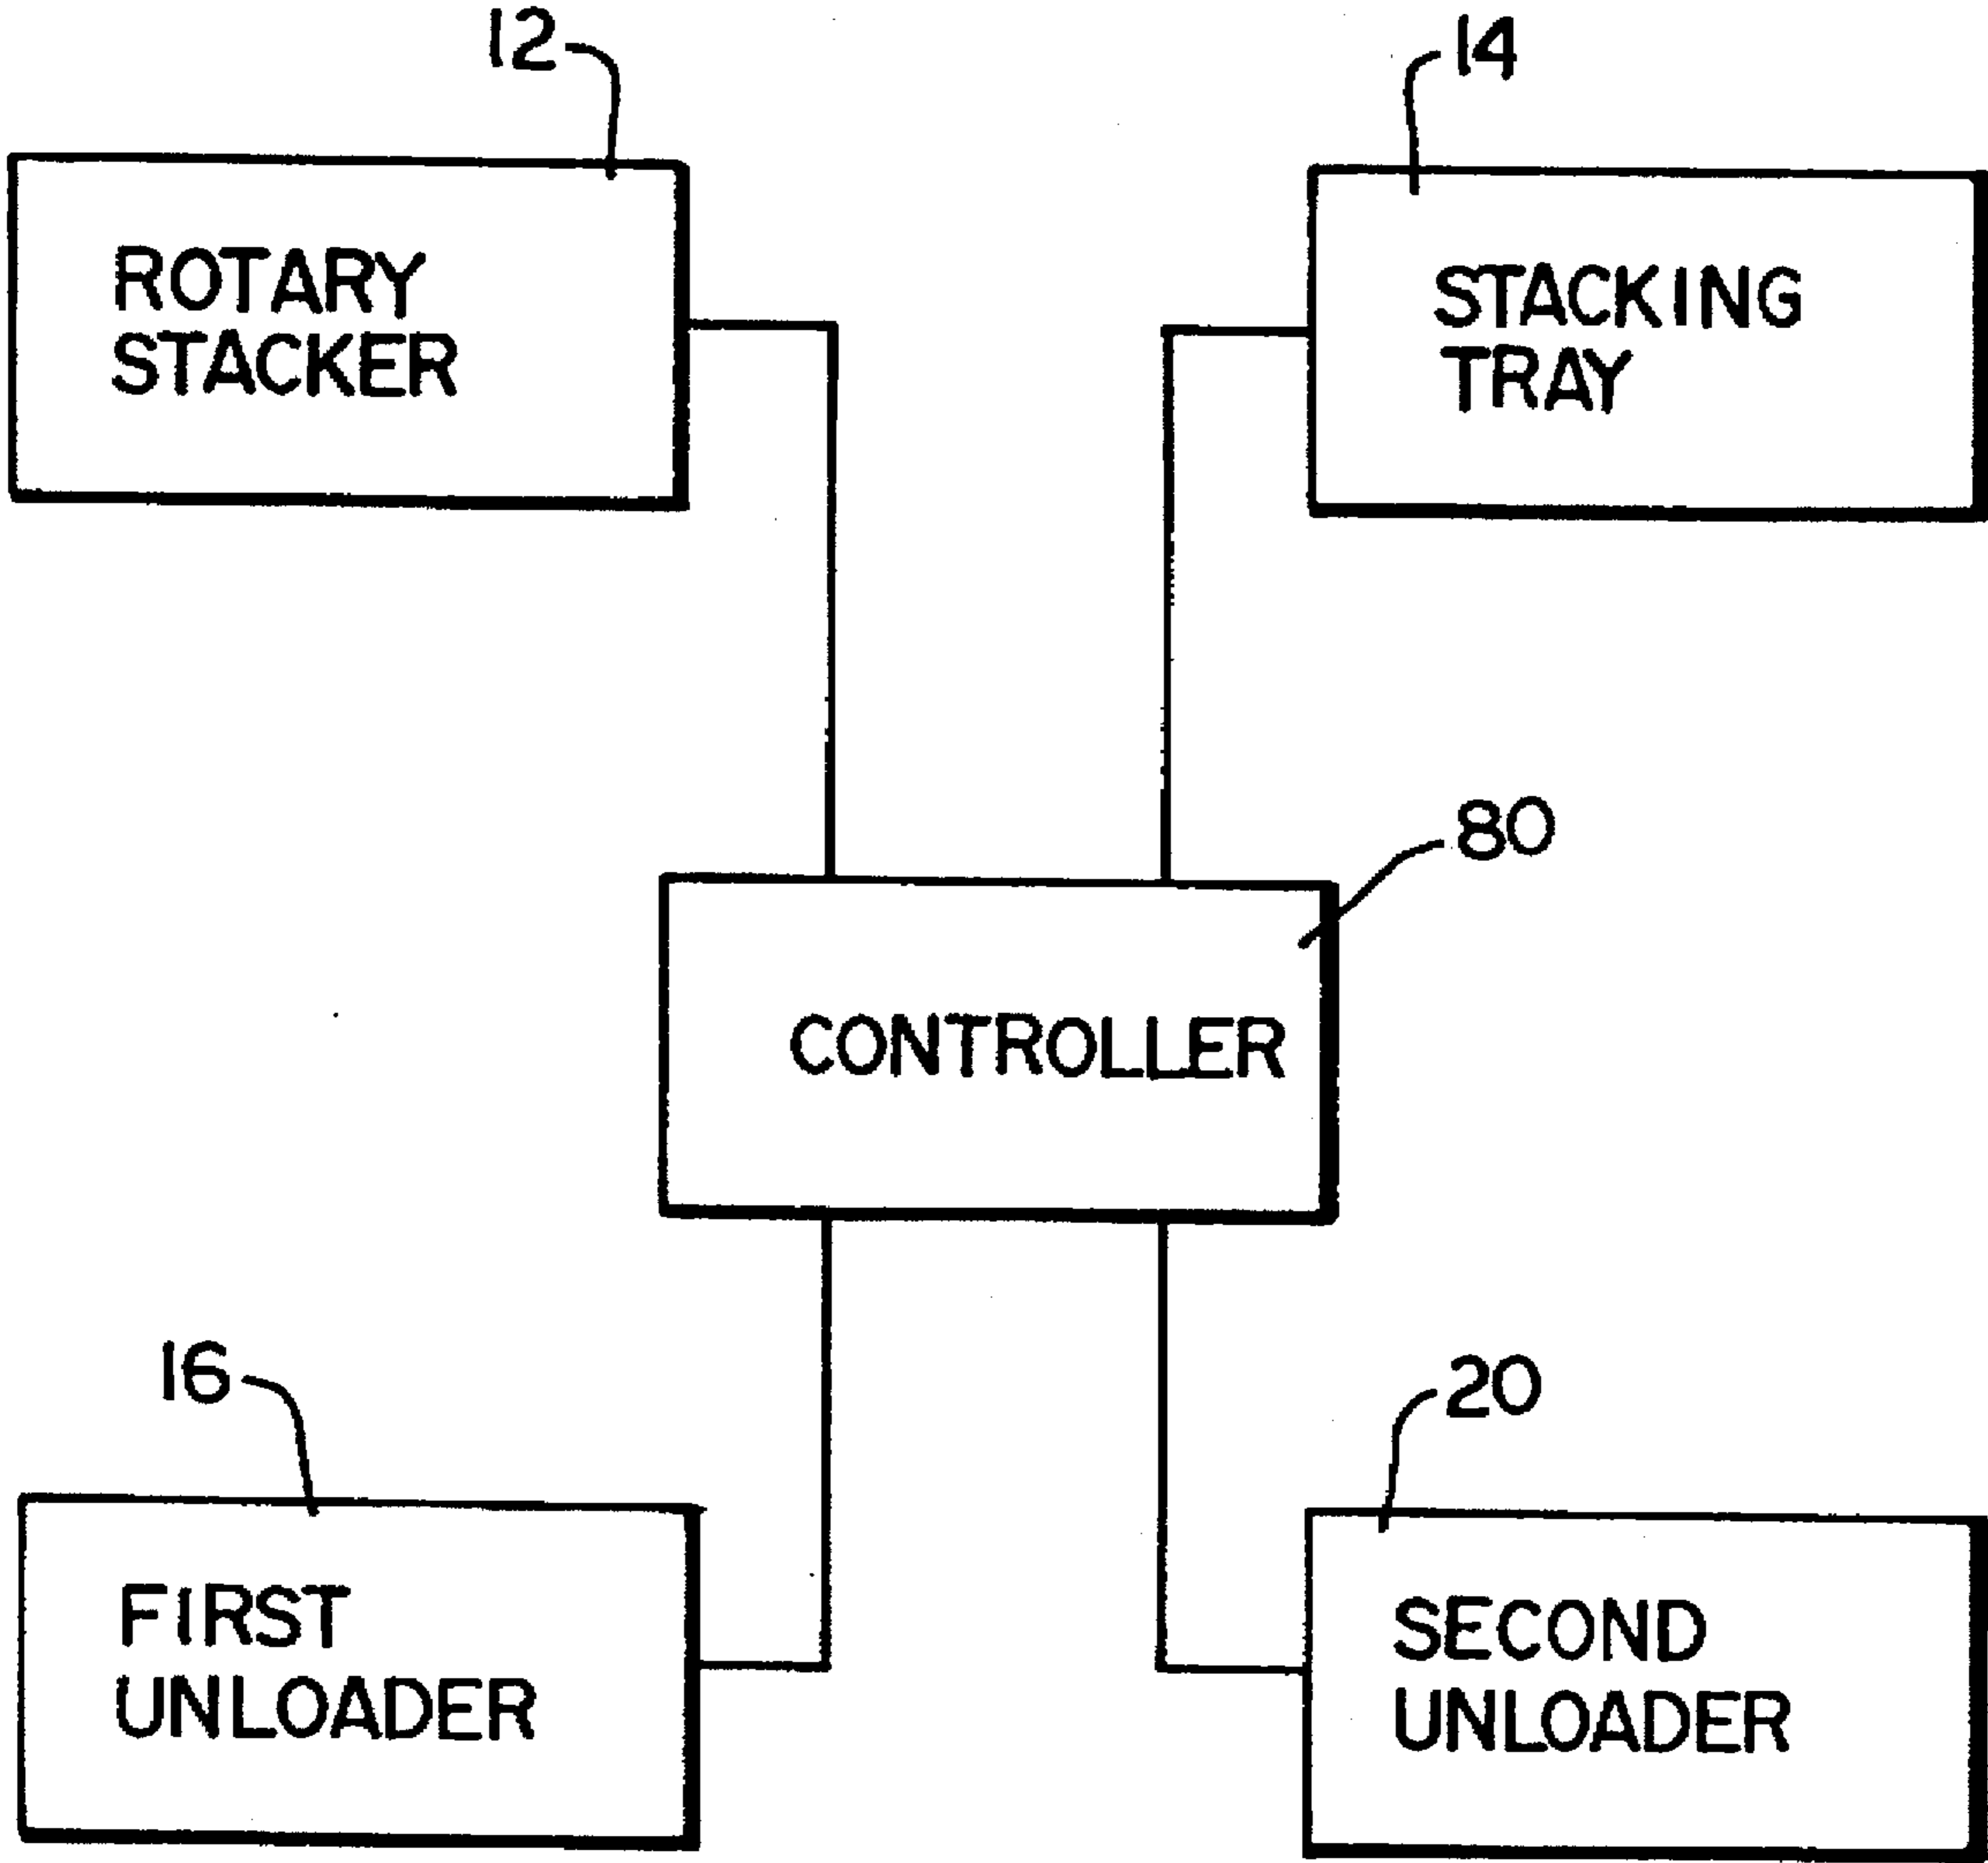 12
14
ROTARY
STACKER
STACKING
TRAY
80
CONTROLLER
16
20
FIRST
UNLOADER
SECOND
UNLOADER